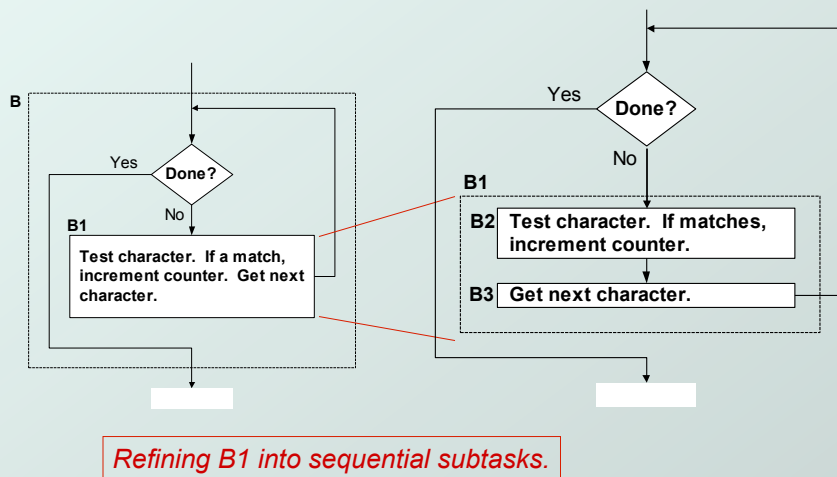 B
Yes
Done?
No
B1
Test character.  If a match,
increment counter.  Get next
character.
Yes
Done?
No
B1
B2
Test character.  If matches,
increment counter.
B3
Get next character.
Refining B1 into sequential subtasks.